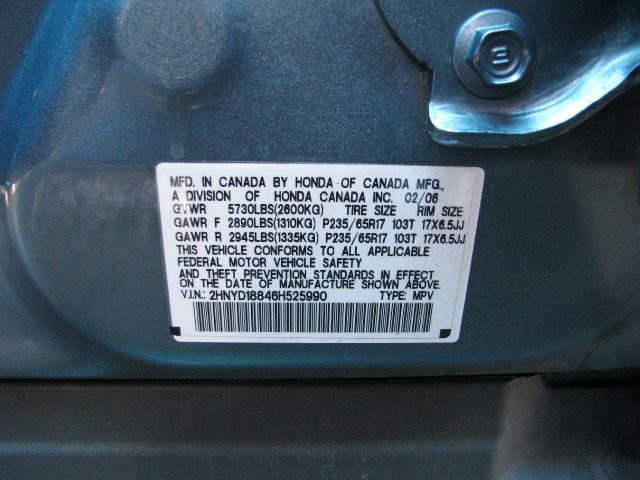 MFD. IN CANADA BY HONDA OF CANADA MFG.,
A DIVISION OF HONDA CANADA INC. 02/06
GVWR 5730LBS(2600KG) TIRE SIZE RIM SIZE
GAWR F 2890LBS(1310KG) P235/65R17 103T 17X6.5JJ
GAWR R 2945LBS(1335KG) P235/65R17 103T 17X6.5JJ
THIS VEHICLE CONFORMS TO ALL APPLICABLE
FEDERAL MOTOR VEHICLE SAFETY
AND THEFT PREVENTION STANDARDS IN EFFECT
ON THE DATE OF MANUFACTURE SHOWN ABOVE.
V.I.N.: 2HNYD18846H525990 TYPE: MPV